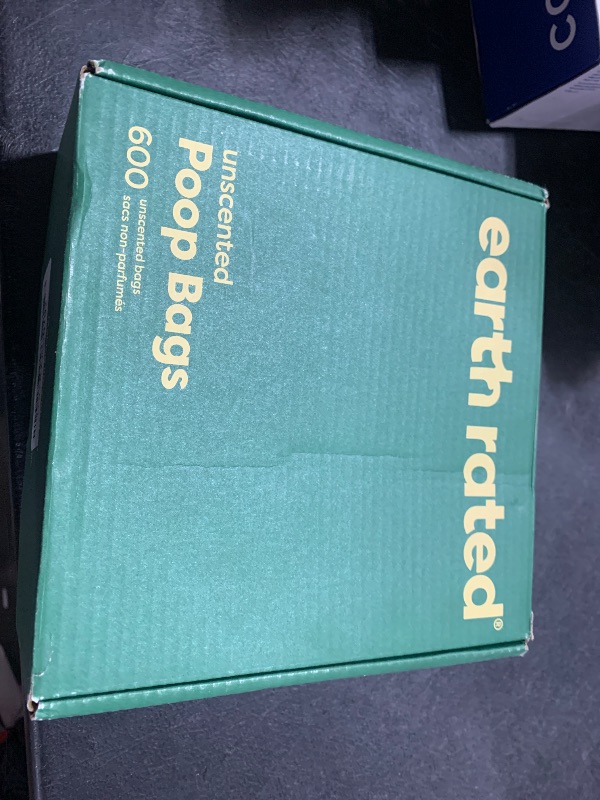 earth rated®
unscented
Poop Bags
600 unscented bags
sacs non-parfumés